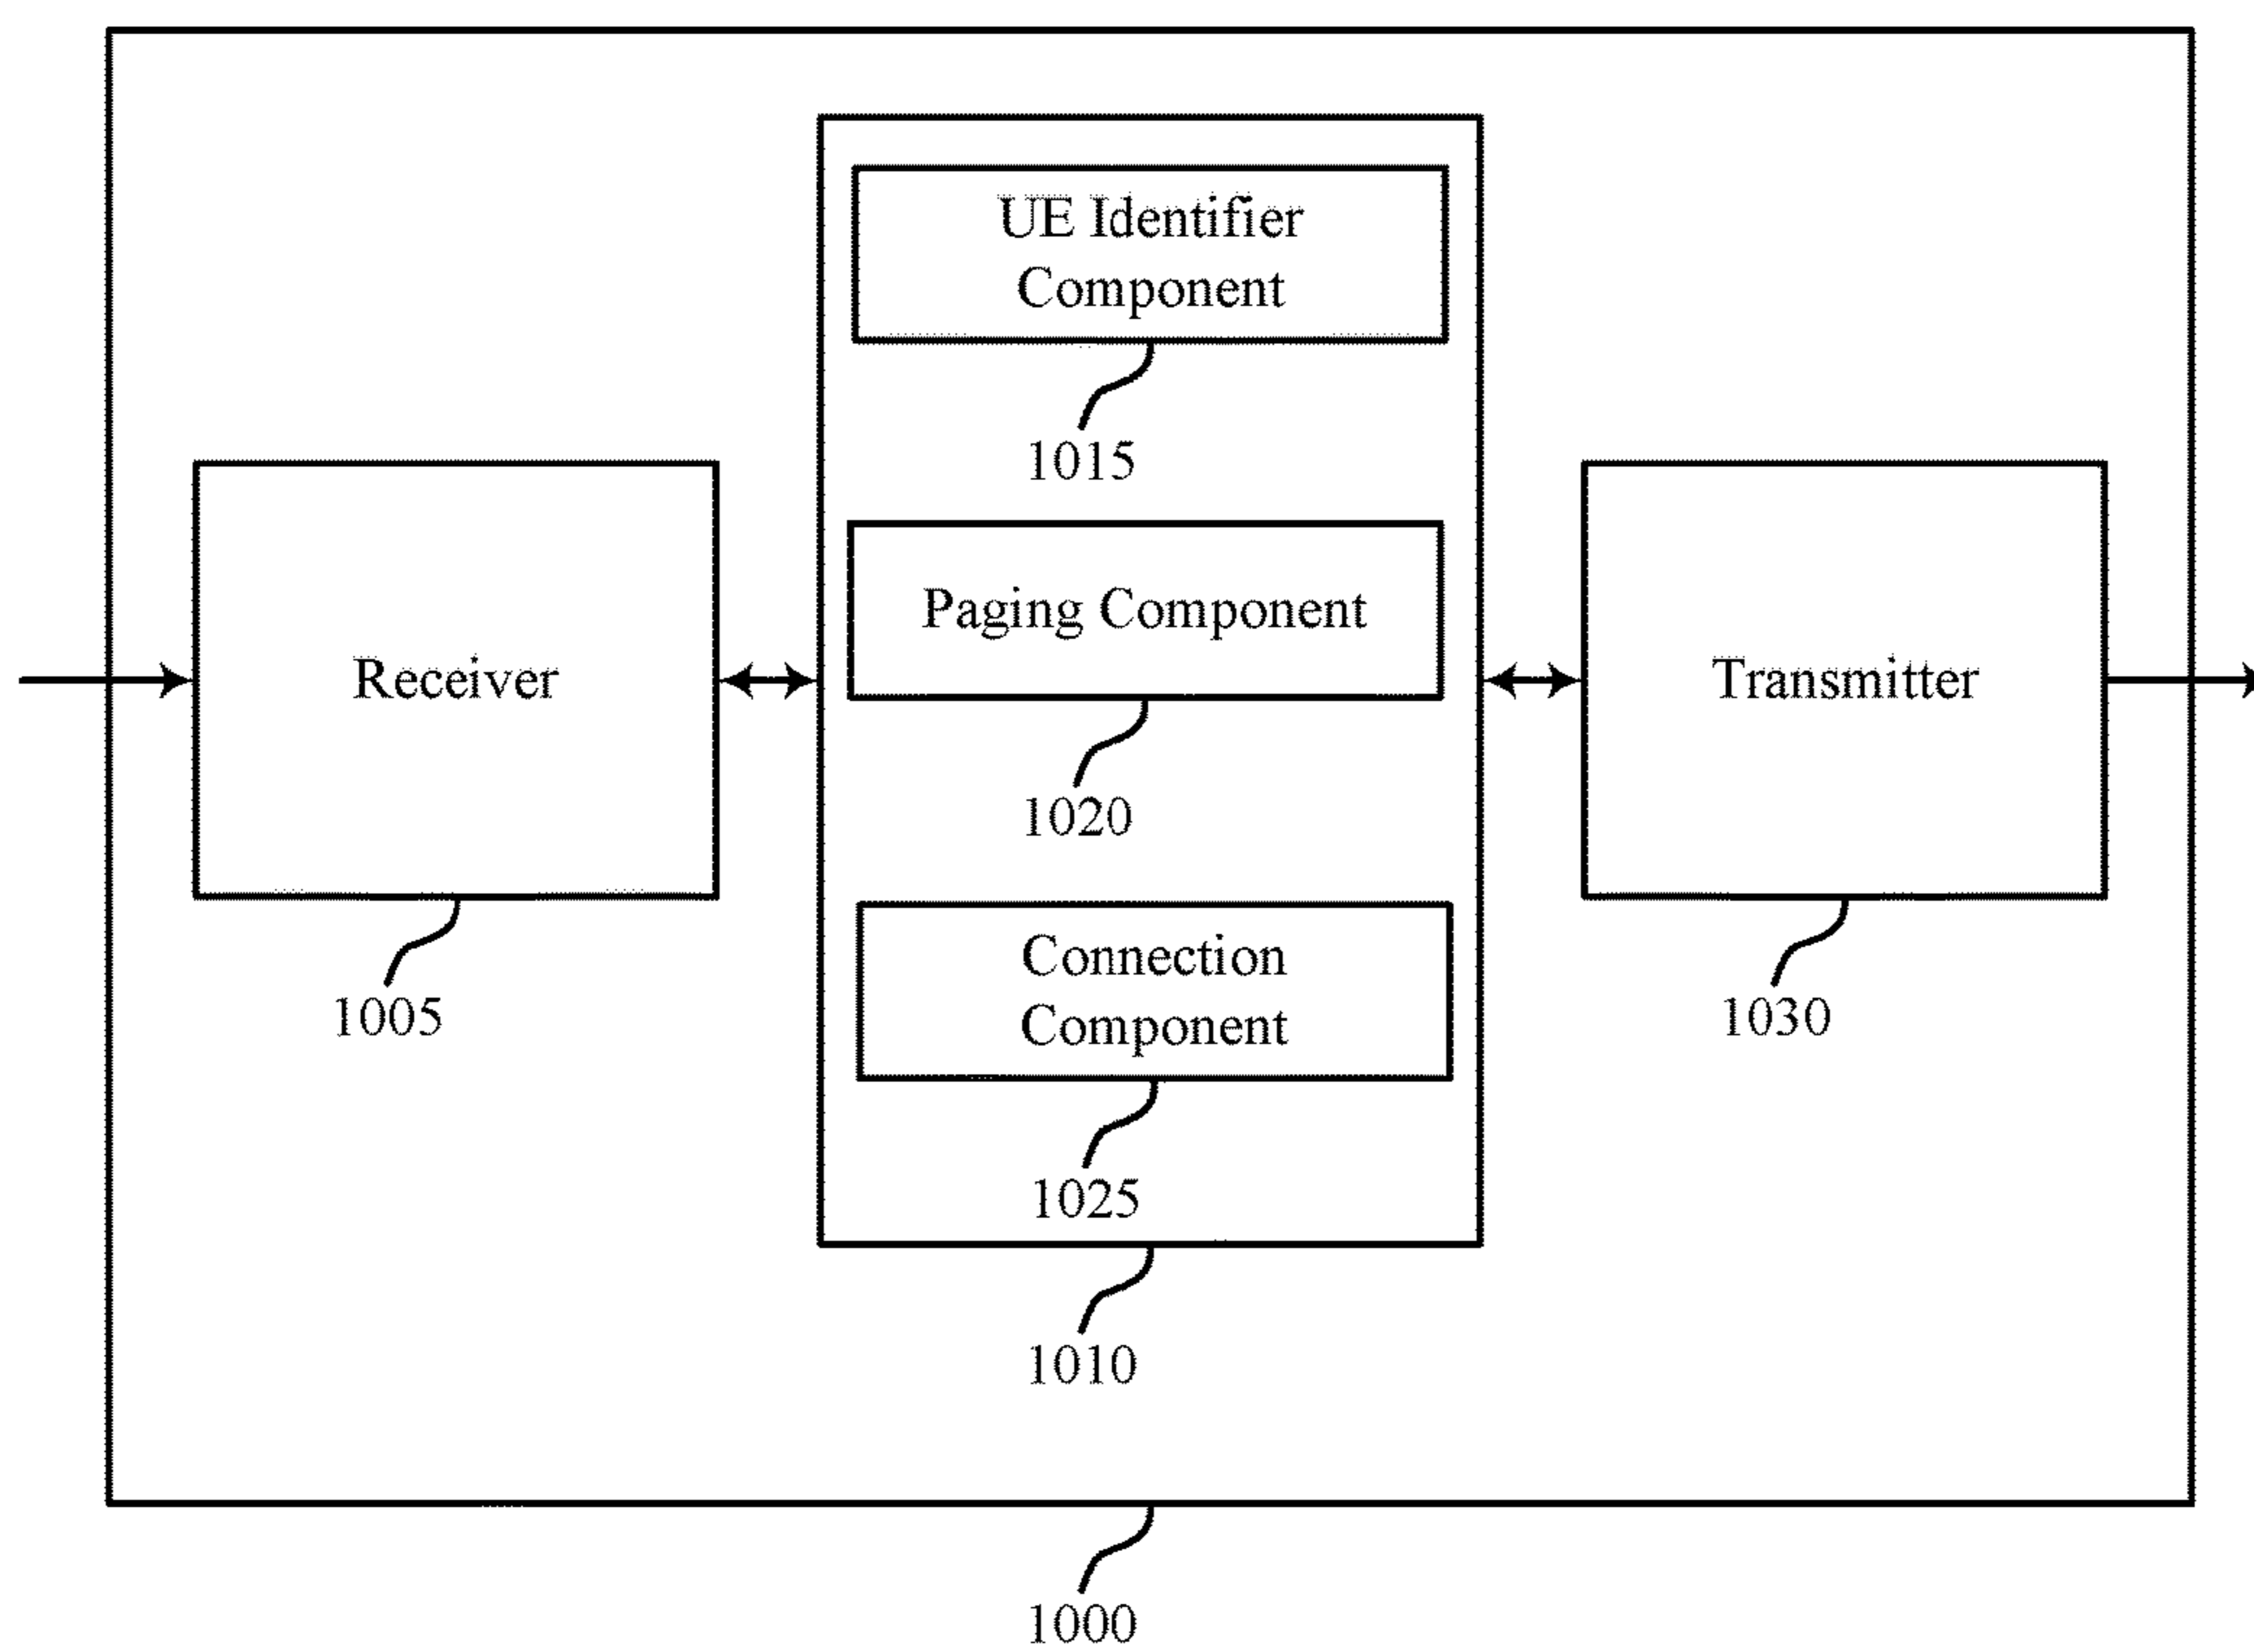 UE Identifier
Component
1015
Receiver
1005
Paging Component
1020
Connection
Component
1025
1010
Transmitter
1030
1000